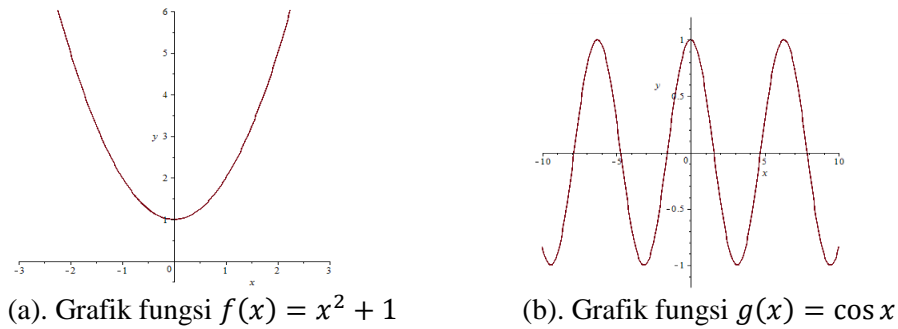 6
5
4
y 3
2
1
-3 -2 -1 0 1 2 3
x
(a). Grafik fungsi f(x) = x² + 1
1
y
0.5
-10 -5 0 5 10
x
-0.5
-1
(b). Grafik fungsi g(x) = cos x